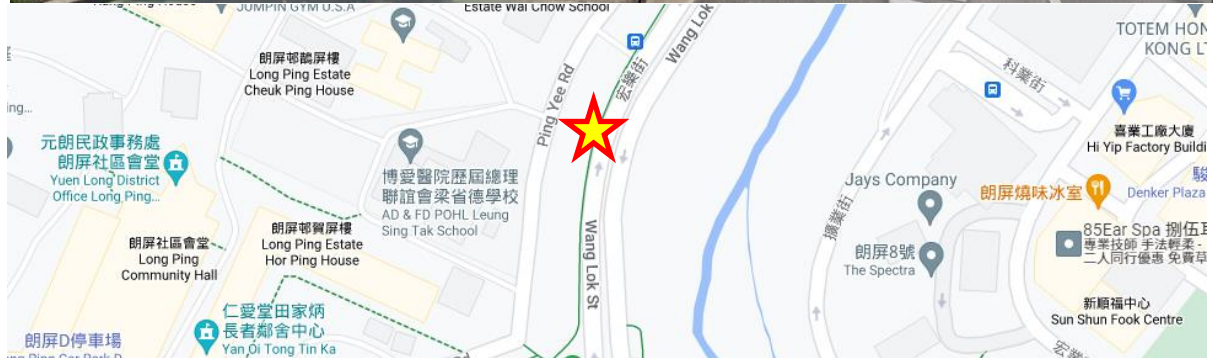 JUMPIN GYM U.S.A
Estate Wai Chow School
朗屏邨鵲屏樓
Long Ping Estate
Cheuk Ping House
Ping Yee Rd
宏樂街
Wang Lok
TOTEM HON
KONG LT
科業街
喜業工廠大廈
Hi Yip Factory Buildi
元朗民政事務處
朗屏社區會堂
Yuen Long District
Office Long Ping...
博愛醫院歷屆總理
聯誼會梁省德學校
AD & FD POHL Leung
Sing Tak School
Jays Company
朗屏燒味冰室
駿
Denker Plaza
擴業街
85Ear Spa 捌伍耳
專業技師 手法輕柔 -
二人同行優惠 免費草
朗屏邨賀屏樓
Long Ping Estate
Hor Ping House
朗屏社區會堂
Long Ping
Community Hall
Wang Lok St
朗屏8號
The Spectra
新順福中心
Sun Shun Fook Centre
仁愛堂田家炳
長者鄰舍中心
Yan Oi Tong Tin Ka
朗屏D停車場
宏業